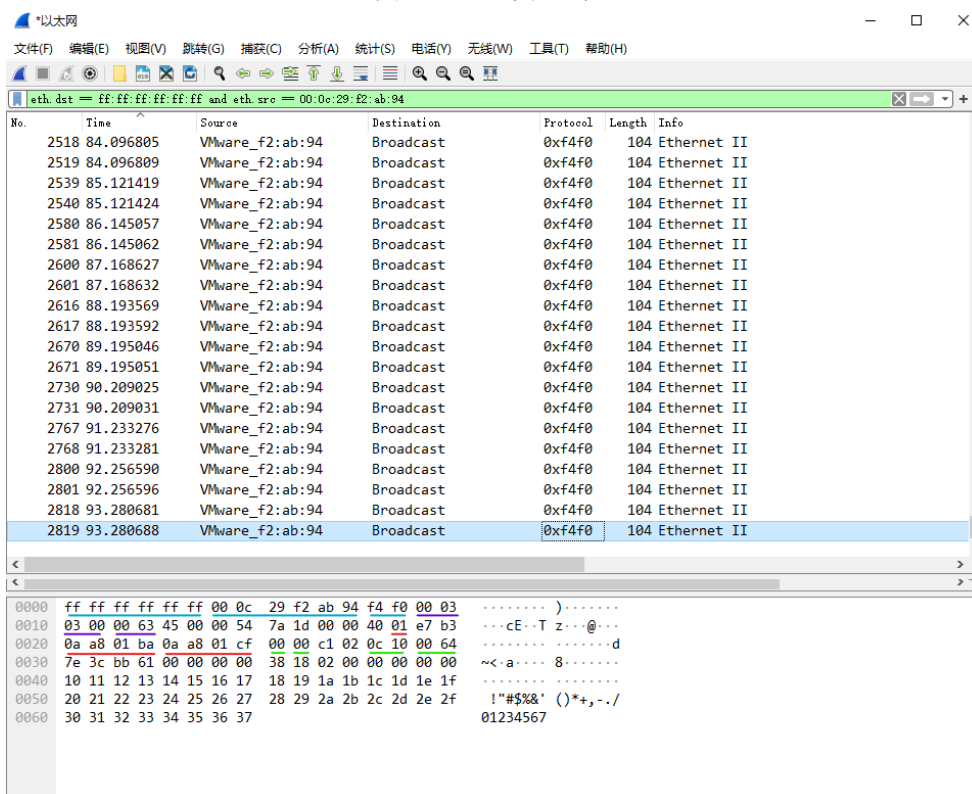 *以太网
文件(F) 编辑(E) 视图(V) 跳转(G) 捕获(C) 分析(A) 统计(S) 电话(Y) 无线(W) 工具(T) 帮助(H)
eth.dst == ff:ff:ff:ff:ff:ff and eth.src == 00:0c:29:f2:ab:94
No. Time Source Destination Protocol Length Info
2518 84.096805 VMware_f2:ab:94 Broadcast 0xf4f0 104 Ethernet II
2519 84.096809 VMware_f2:ab:94 Broadcast 0xf4f0 104 Ethernet II
2539 85.121419 VMware_f2:ab:94 Broadcast 0xf4f0 104 Ethernet II
2540 85.121424 VMware_f2:ab:94 Broadcast 0xf4f0 104 Ethernet II
2580 86.145057 VMware_f2:ab:94 Broadcast 0xf4f0 104 Ethernet II
2581 86.145062 VMware_f2:ab:94 Broadcast 0xf4f0 104 Ethernet II
2600 87.168627 VMware_f2:ab:94 Broadcast 0xf4f0 104 Ethernet II
2601 87.168632 VMware_f2:ab:94 Broadcast 0xf4f0 104 Ethernet II
2616 88.193569 VMware_f2:ab:94 Broadcast 0xf4f0 104 Ethernet II
2617 88.193592 VMware_f2:ab:94 Broadcast 0xf4f0 104 Ethernet II
2670 89.195046 VMware_f2:ab:94 Broadcast 0xf4f0 104 Ethernet II
2671 89.195051 VMware_f2:ab:94 Broadcast 0xf4f0 104 Ethernet II
2730 90.209025 VMware_f2:ab:94 Broadcast 0xf4f0 104 Ethernet II
2731 90.209031 VMware_f2:ab:94 Broadcast 0xf4f0 104 Ethernet II
2767 91.233276 VMware_f2:ab:94 Broadcast 0xf4f0 104 Ethernet II
2768 91.233281 VMware_f2:ab:94 Broadcast 0xf4f0 104 Ethernet II
2800 92.256590 VMware_f2:ab:94 Broadcast 0xf4f0 104 Ethernet II
2801 92.256596 VMware_f2:ab:94 Broadcast 0xf4f0 104 Ethernet II
2818 93.280681 VMware_f2:ab:94 Broadcast 0xf4f0 104 Ethernet II
2819 93.280688 VMware_f2:ab:94 Broadcast 0xf4f0 104 Ethernet II
0000 ff ff ff ff ff ff 00 0c 29 f2 ab 94 f4 f0 00 03 ········ )·······
0010 03 00 00 63 45 00 00 54 7a 1d 00 00 40 01 e7 b3 ···cE··T z···@···
0020 0a a8 01 ba 0a a8 01 cf 00 00 c1 02 0c 10 00 64 ········ ·······d
0030 7e 3c bb 61 00 00 00 00 38 18 02 00 00 00 00 00 ~<·a···· 8·······
0040 10 11 12 13 14 15 16 17 18 19 1a 1b 1c 1d 1e 1f ········ ········
0050 20 21 22 23 24 25 26 27 28 29 2a 2b 2c 2d 2e 2f !"#$%&' ()*+,-./
0060 30 31 32 33 34 35 36 37 01234567